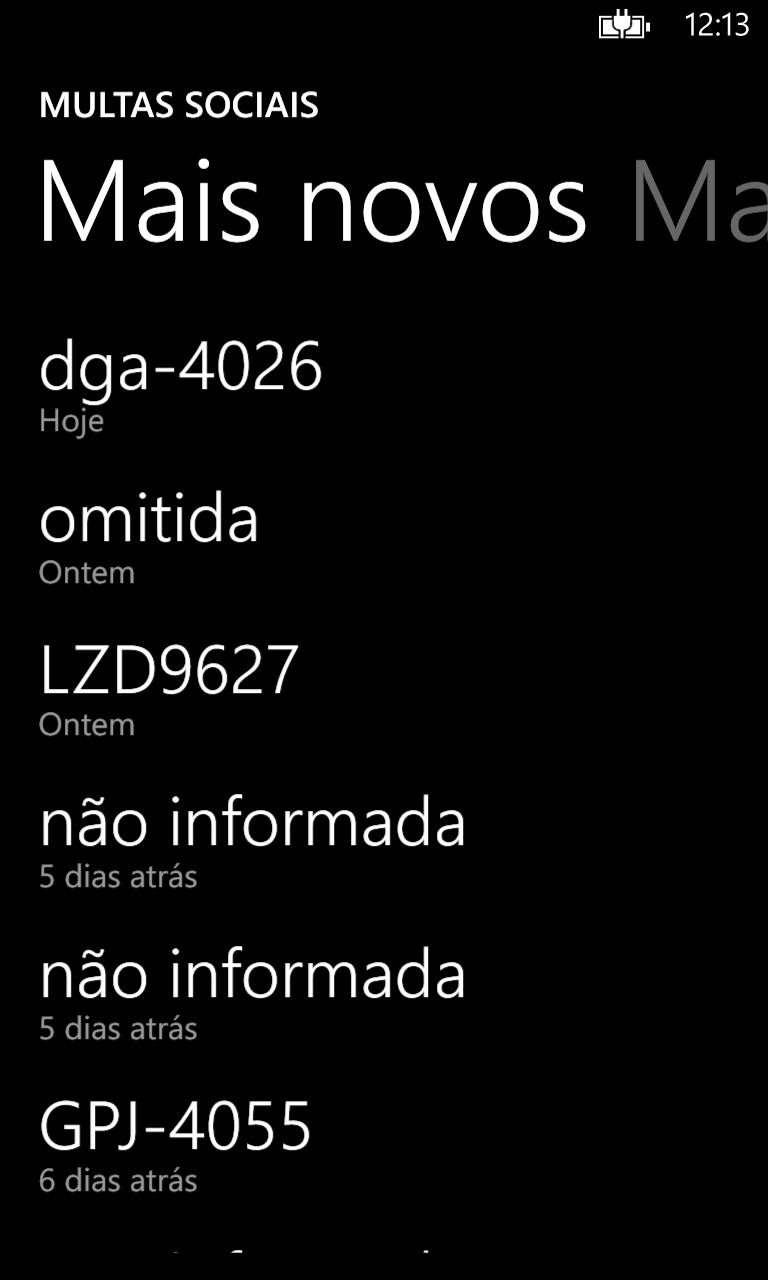 12:13
MULTAS SOCIAIS
Mais novos Ma
dga-4026
Hoje
omitida
Ontem
LZD9627
Ontem
não informada
5 dias atrás
não informada
5 dias atrás
GPJ-4055
6 dias atrás